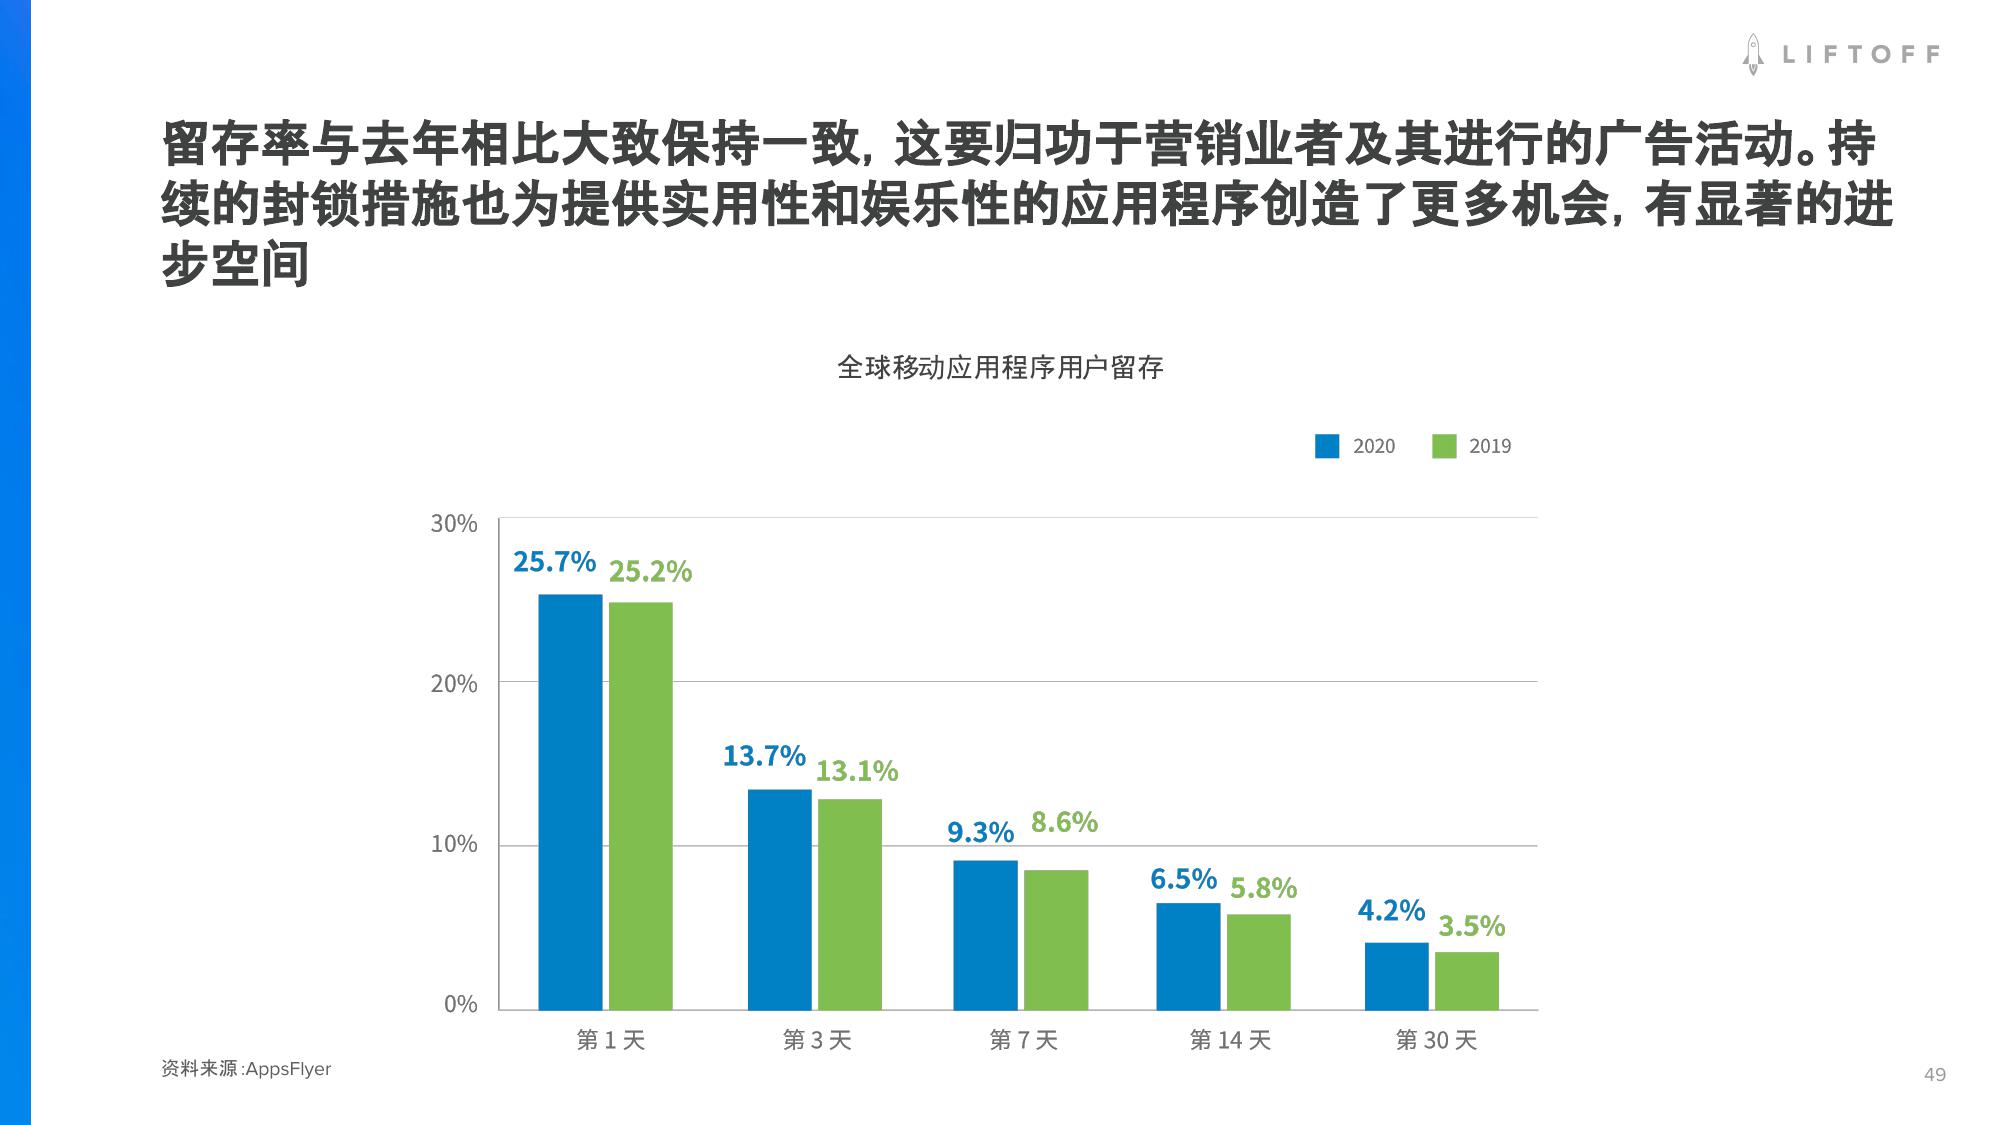 LIFTOFF
留存率与去年相比大致保持一致，这要归功于营销业者及其进行的广告活动。持
续的封锁措施也为提供实用性和娱乐性的应用程序创造了更多机会，有显著的进
步空间
全球移动应用程序用户留存
2020 2019
30%
25.7% 25.2%
20%
13.7% 13.1%
9.3% 8.6%
10%
6.5% 5.8%
4.2% 3.5%
0%
第 1 天 第 3 天 第 7 天 第 14 天 第 30 天
资料来源:AppsFlyer
49